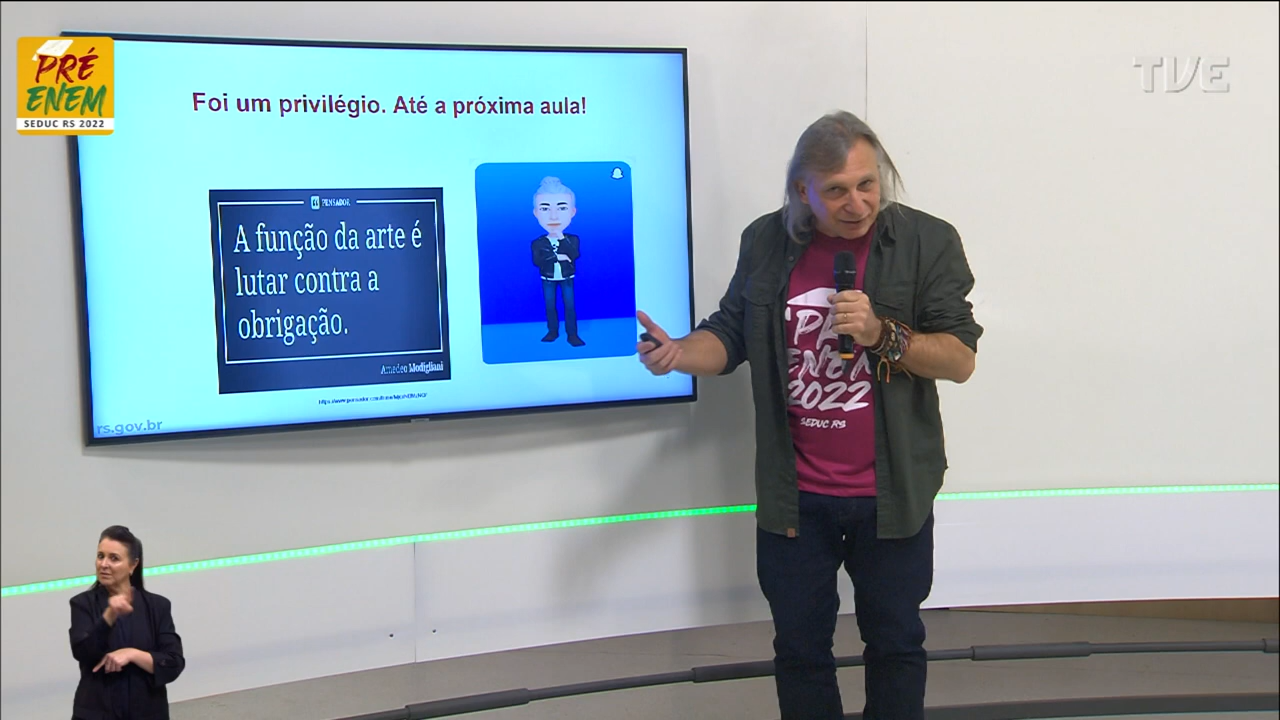 PRÉ
ENEM
SEDUC RS 2022
TVE
Foi um privilégio. Até a próxima aula!
PENSADOR
A função da arte é
lutar contra a
obrigação.
Amedeo Modigliani
rs.gov.br
PRÉ
ENEM
2022
SEDUC RS